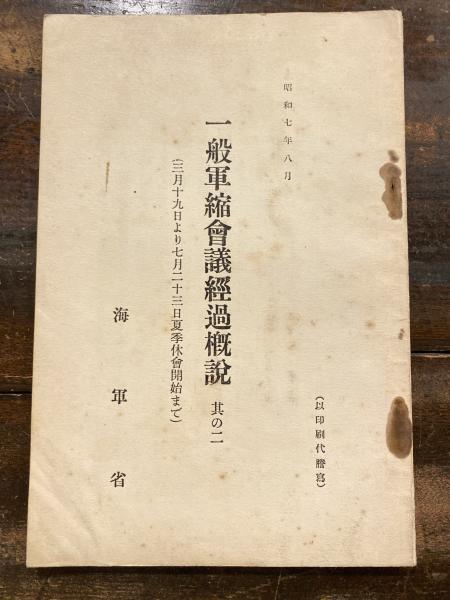 (以印刷代謄寫)
昭和七年八月
一般軍縮會議經過概說 其の二
(三月十九日より七月二十三日夏季休會開始まで)
海軍省